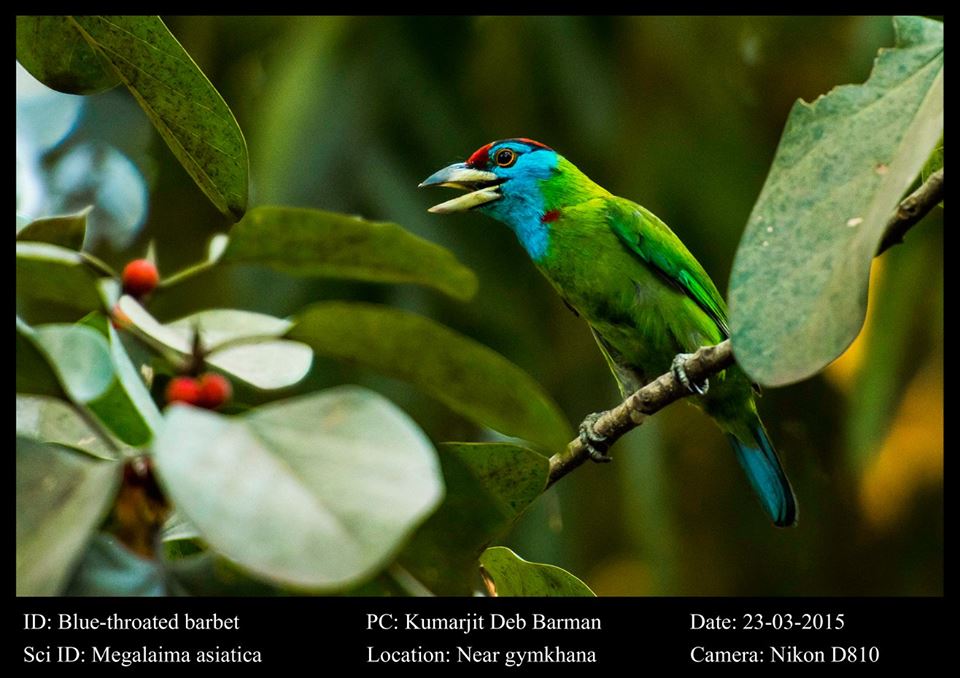 ID: Blue-throated barbet PC: Kumarjit Deb Barman Date: 23-03-2015
Sci ID: Megalaima asiatica Location: Near gymkhana Camera: Nikon D810